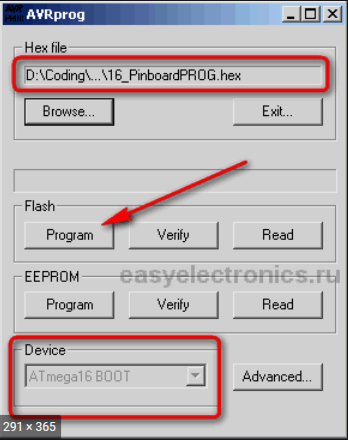 AVRprog
Hex file
D:\Coding\...\16_PinboardPROG.hex
Browse...
Exit...
Flash
Program
Verify
Read
EEPROM
easyelectronics.ru
Program
Verify
Read
Device
ATmega16 BOOT
Advanced...
291 × 365